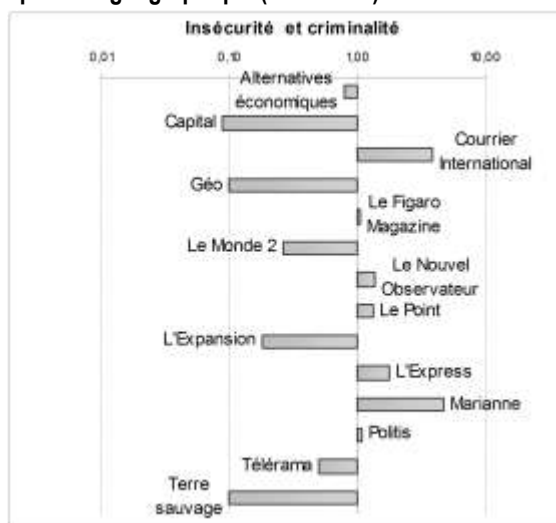 Insécurité et criminalité
0,01 0,10 1,00 10,00
Alternatives
économiques
Capital
Courrier
International
Géo
Le Figaro
Magazine
Le Monde 2
Le Nouvel
Observateur
Le Point
L'Expansion
L'Express
Marianne
Politis
Télérama
Terre
sauvage